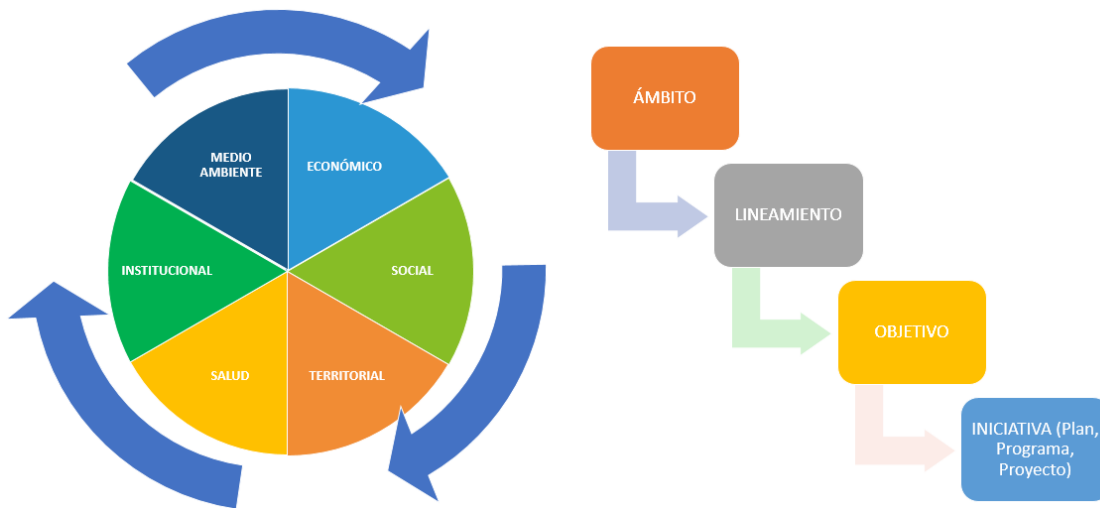 MEDIO
AMBIENTE
ECONÓMICO
INSTITUCIONAL
SOCIAL
SALUD
TERRITORIAL
ÁMBITO
LINEAMIENTO
OBJETIVO
INICIATIVA (Plan,
Programa,
Proyecto)